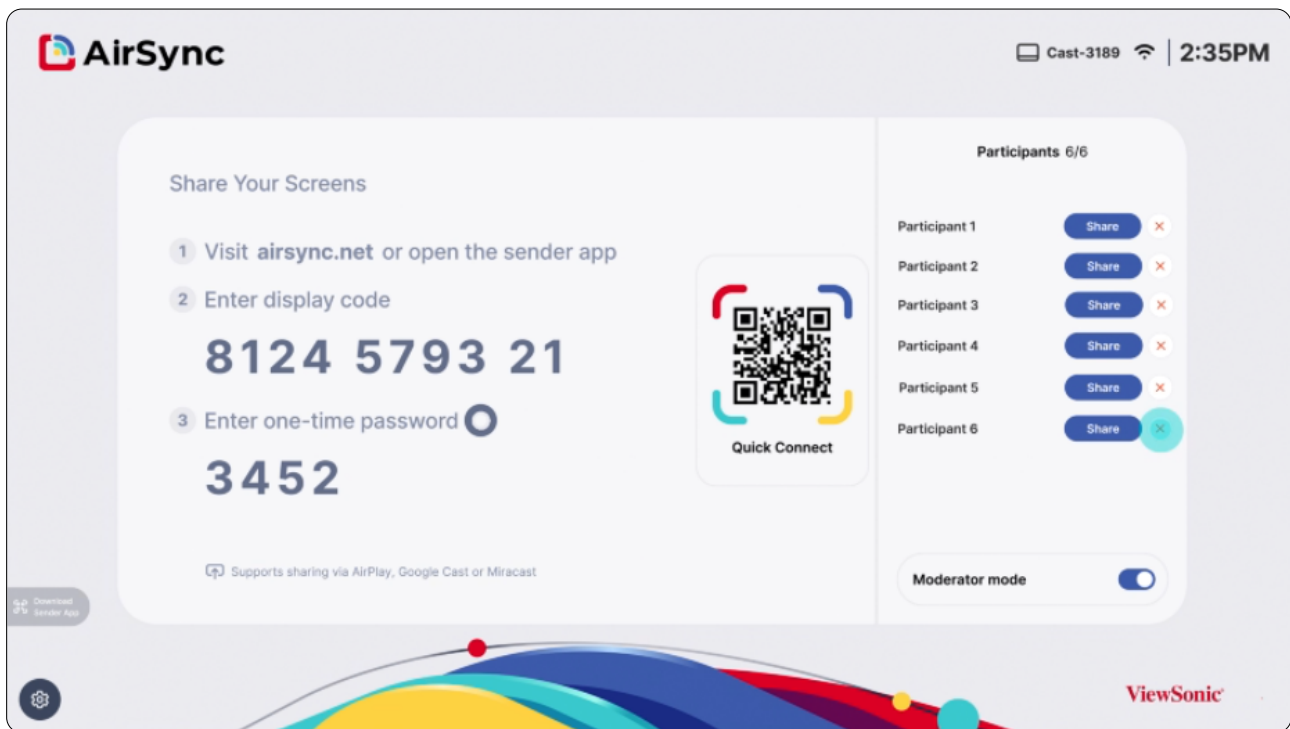 AirSync
Cast-3189
2:35PM
Share Your Screens
1 Visit airsync.net or open the sender app
2 Enter display code
8124 5793 21
3 Enter one-time password
3452
Supports sharing via AirPlay, Google Cast or Miracast
Quick Connect
Participants 6/6
Participant 1 Share
Participant 2 Share
Participant 3 Share
Participant 4 Share
Participant 5 Share
Participant 6 Share
Moderator mode
Download
Sender App
ViewSonic